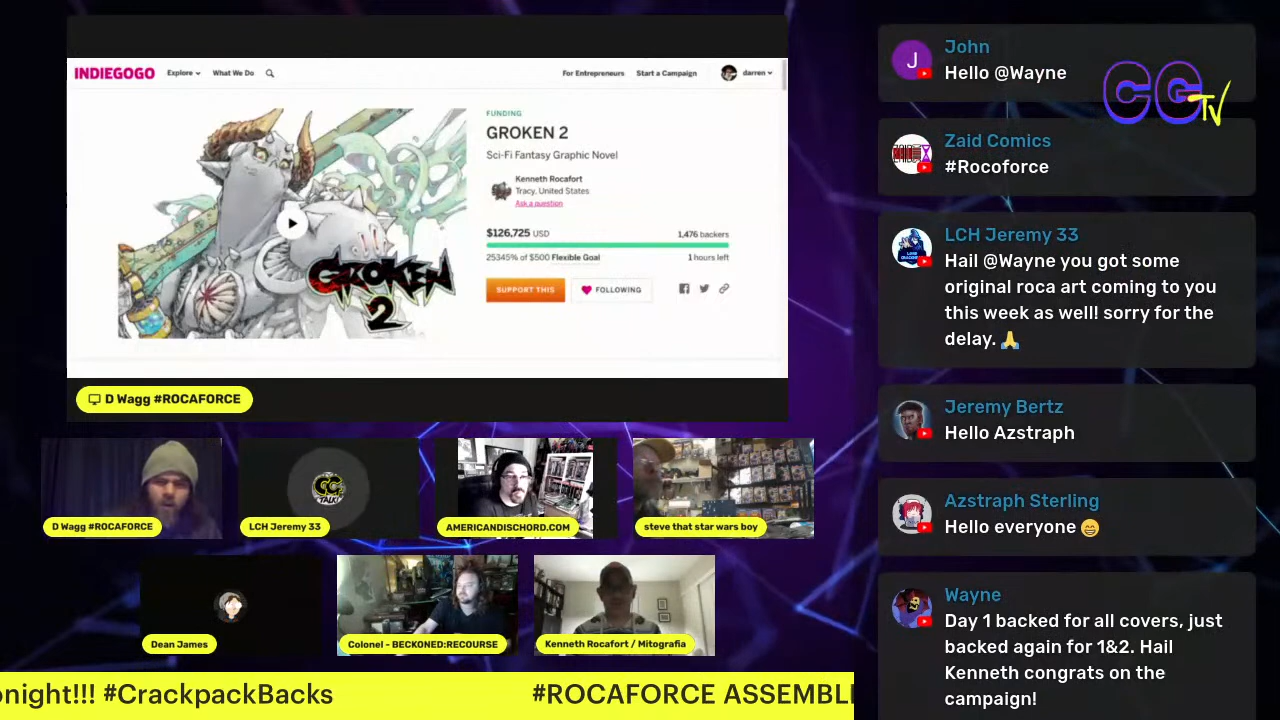 INDIEGOGO Explore What We Do For Entrepreneurs Start a Campaign darren
FUNDING
GROKEN 2
Sci-Fi Fantasy Graphic Novel
Kenneth Rocafort
Tracy, United States
Ask a question
$126,725 USD 1,476 backers
25345% of $500 Flexible Goal 1 hours left
SUPPORT THIS FOLLOWING
GROKEN
2
D Wagg #ROCAFORCE
D Wagg #ROCAFORCE
CG
TALK
LCH Jeremy 33
AMERICANDISCHORD.COM
steve that star wars boy
Dean James
Colonel - BECKONED:RECOURSE
Kenneth Rocafort / Mitografia
onight!!! #CrackpackBacks #ROCAFORCE ASSEMBL
CG TV
J
John
Hello @Wayne
Zaid Comics
#Rocoforce
LCH Jeremy 33
Hail @Wayne you got some
original roca art coming to you
this week as well! sorry for the
delay. 🙏
Jeremy Bertz
Hello Azstraph
Azstraph Sterling
Hello everyone 😄
Wayne
Day 1 backed for all covers, just
backed again for 1&2. Hail
Kenneth congrats on the
campaign!